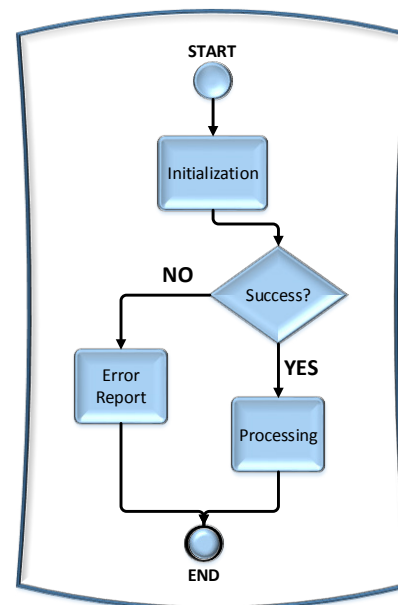 START
Initialization
Success?
NO
YES
Error
Report
Processing
END